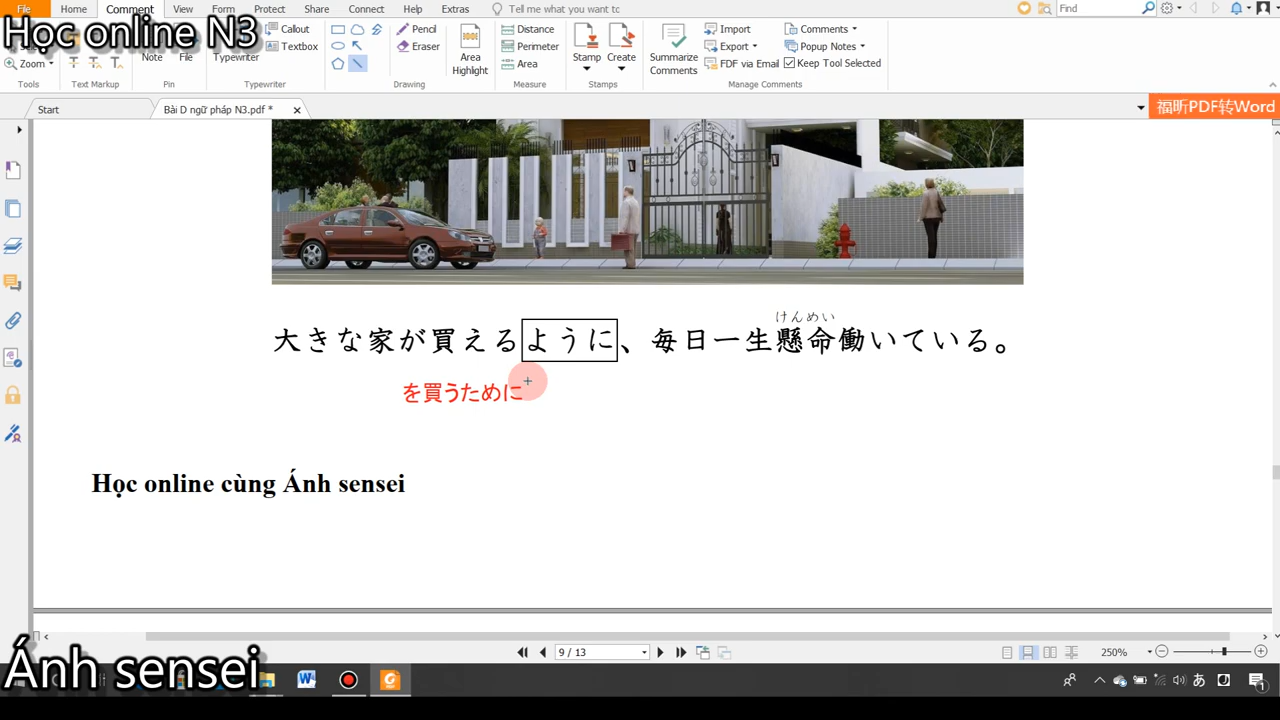 File Home Comment View Form Protect Share Connect Help Extras Tell me what you want tc Find
Học online N3
Zoom Note File Typewriter
Callout
Textbox
Pencil
Eraser
Area Highlight
Distance
Perimeter
Area
Stamp Create
Summarize Comments
Import
Export
FDF via Email
Comments
Popup Notes
Keep Tool Selected
Tools Text Markup Pin Typewriter Drawing Measure Stamps Manage Comments
Start Bài D ngữ pháp N3.pdf * 福昕PDF转Word
けんめい
大きな家が買えるように、毎日一生懸命働いている。
を買うために
Học online cùng Ánh sensei
9 / 13 250%
Ánh sensei
あ
1